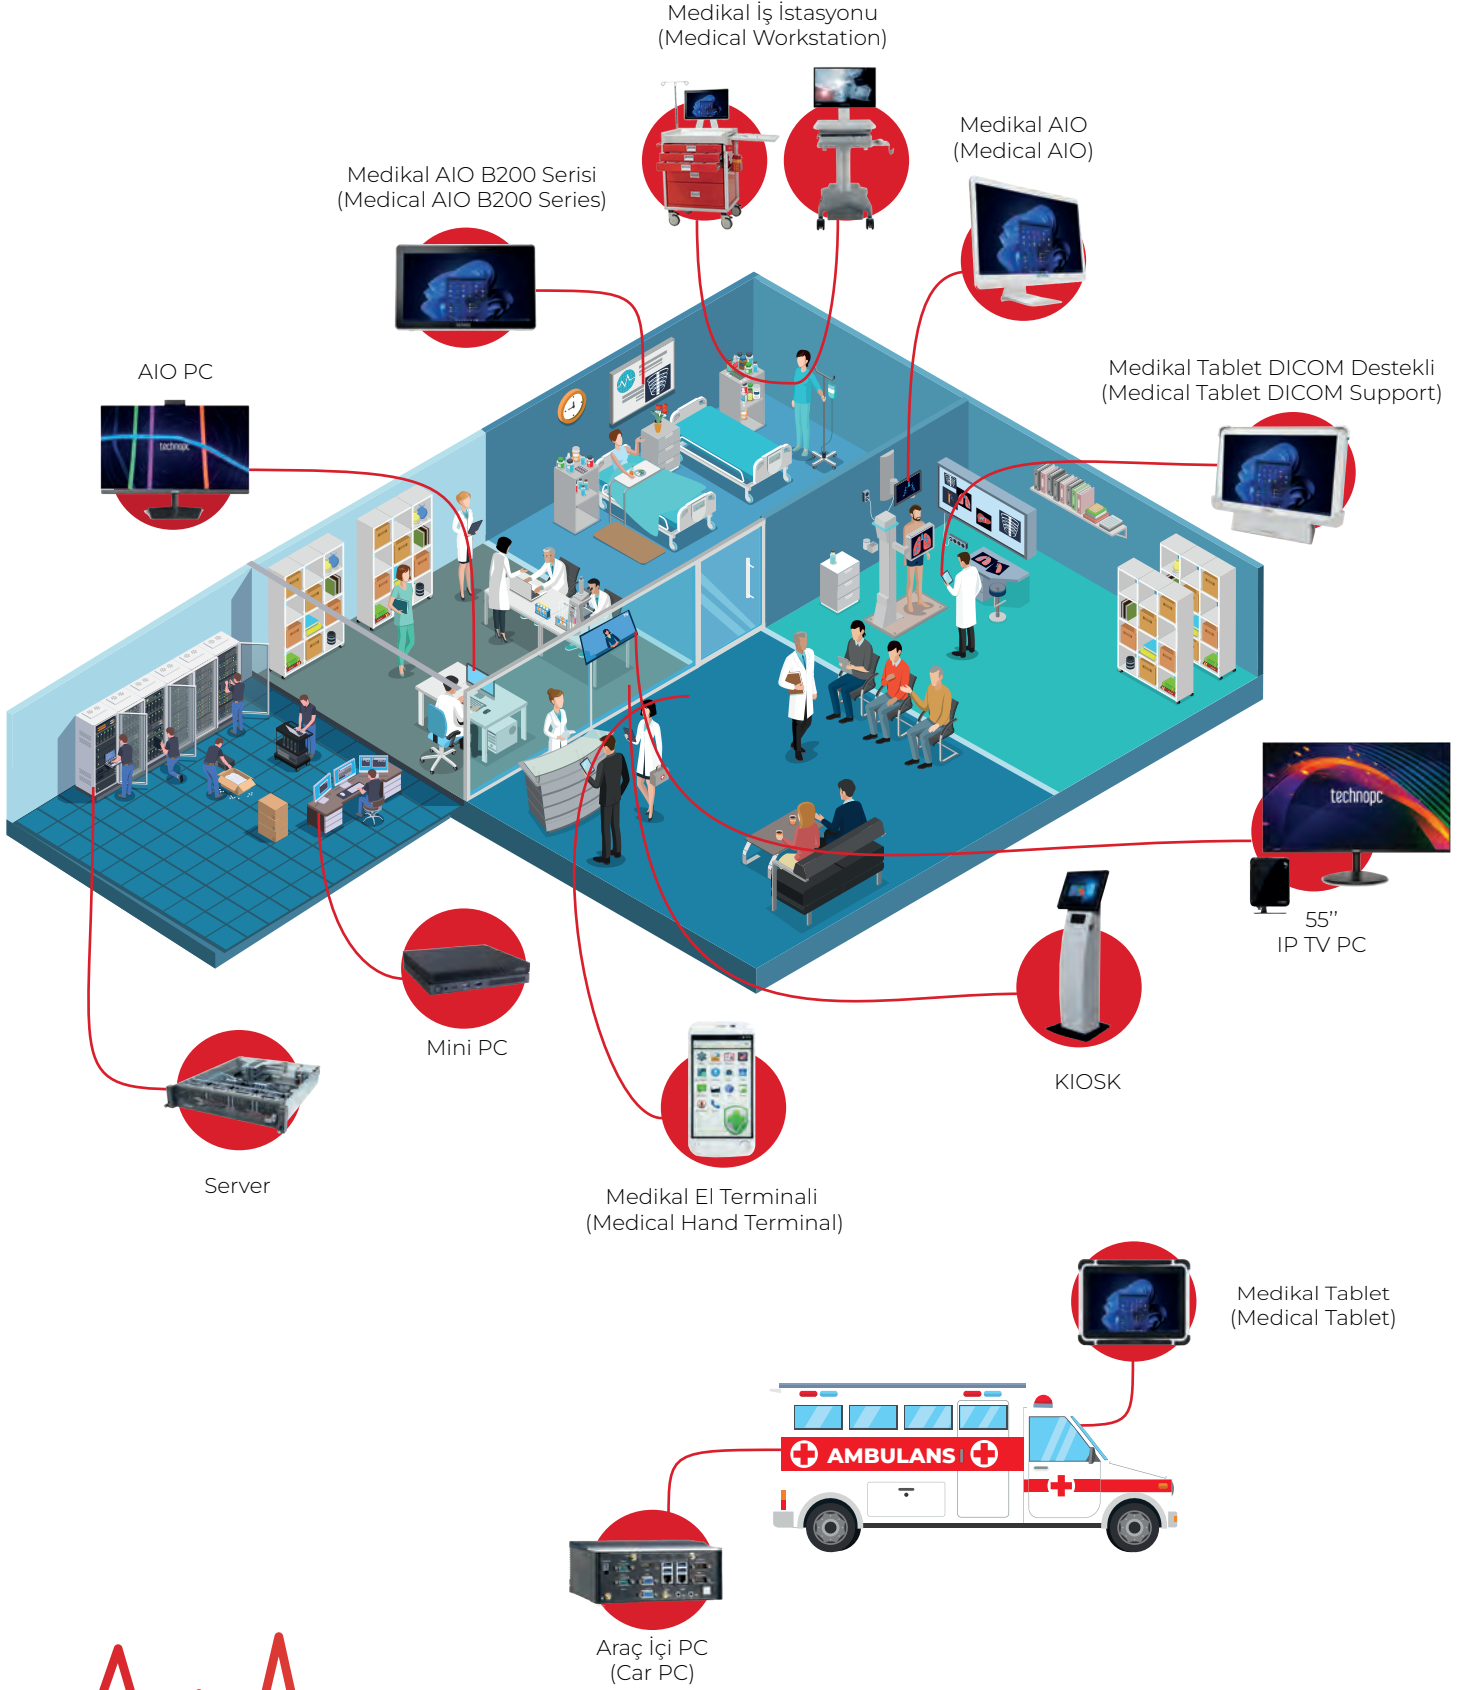 Medikal İş İstasyonu
(Medical Workstation)
Medikal AIO
(Medical AIO)
Medikal AIO B200 Serisi
(Medical AIO B200 Series)
AIO PC
technopc
Medikal Tablet DICOM Destekli
(Medical Tablet DICOM Support)
technopc
55’’
IP TV PC
Mini PC
KIOSK
Server
Medikal El Terminali
(Medical Hand Terminal)
Medikal Tablet
(Medical Tablet)
AMBULANS
Araç İçi PC
(Car PC)